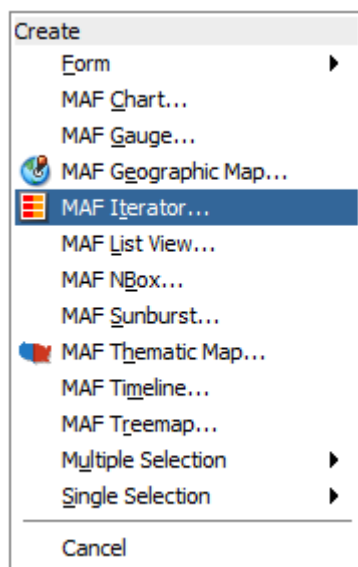 Create
Form
MAF Chart...
MAF Gauge...
MAF Geographic Map...
MAF Iterator...
MAF List View...
MAF NBox...
MAF Sunburst...
MAF Thematic Map...
MAF Timeline...
MAF Treemap...
Multiple Selection
Single Selection
Cancel